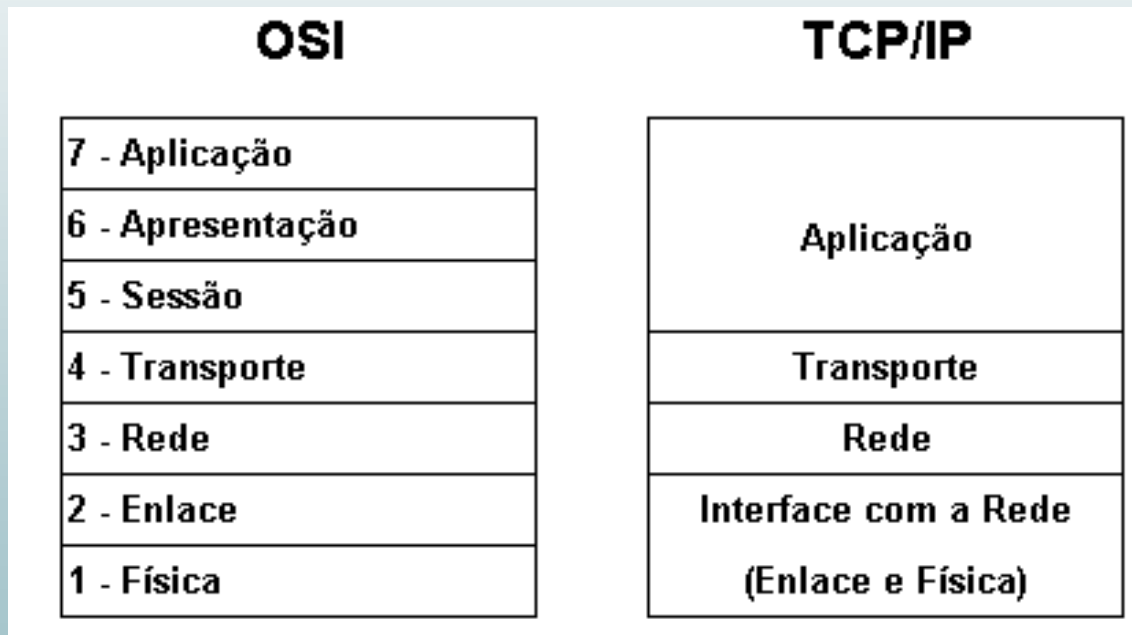 OSI
7 - Aplicação
6 - Apresentação
5 - Sessão
4 - Transporte
3 - Rede
2 - Enlace
1 - Física
TCP/IP
Aplicação
Transporte
Rede
Interface com a Rede
(Enlace e Física)